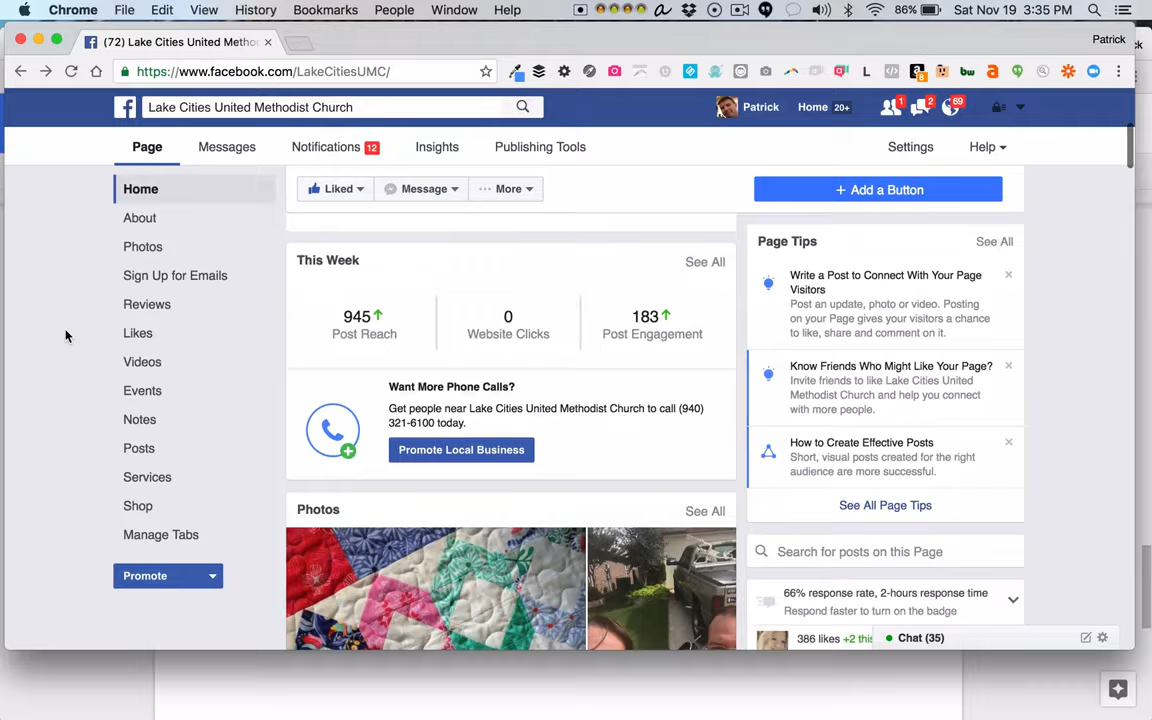 Chrome File Edit View History Bookmarks People Window Help 86% Sat Nov 19 3:35 PM
(72) Lake Cities United Metho Patrick
https://www.facebook.com/LakeCitiesUMC/
Lake Cities United Methodist Church Patrick Home 20+ 1 2 69
Page Messages Notifications 12 Insights Publishing Tools Settings Help
Home
About
Photos
Sign Up for Emails
Reviews
Likes
Videos
Events
Notes
Posts
Services
Shop
Manage Tabs
Promote
Liked Message More + Add a Button
This Week See All
945 0 183
Post Reach Website Clicks Post Engagement
Want More Phone Calls?
Get people near Lake Cities United Methodist Church to call (940)
321-6100 today.
Promote Local Business
Photos See All
Page Tips See All
Write a Post to Connect With Your Page
Visitors
Post an update, photo or video. Posting
on your Page gives your visitors a chance
to like, share and comment on it.
Know Friends Who Might Like Your Page?
Invite friends to like Lake Cities United
Methodist Church and help you connect
with more people.
How to Create Effective Posts
Short, visual posts created for the right
audience are more successful.
See All Page Tips
Search for posts on this Page
66% response rate, 2-hours response time
Respond faster to turn on the badge
386 likes +2 this
Chat (35)